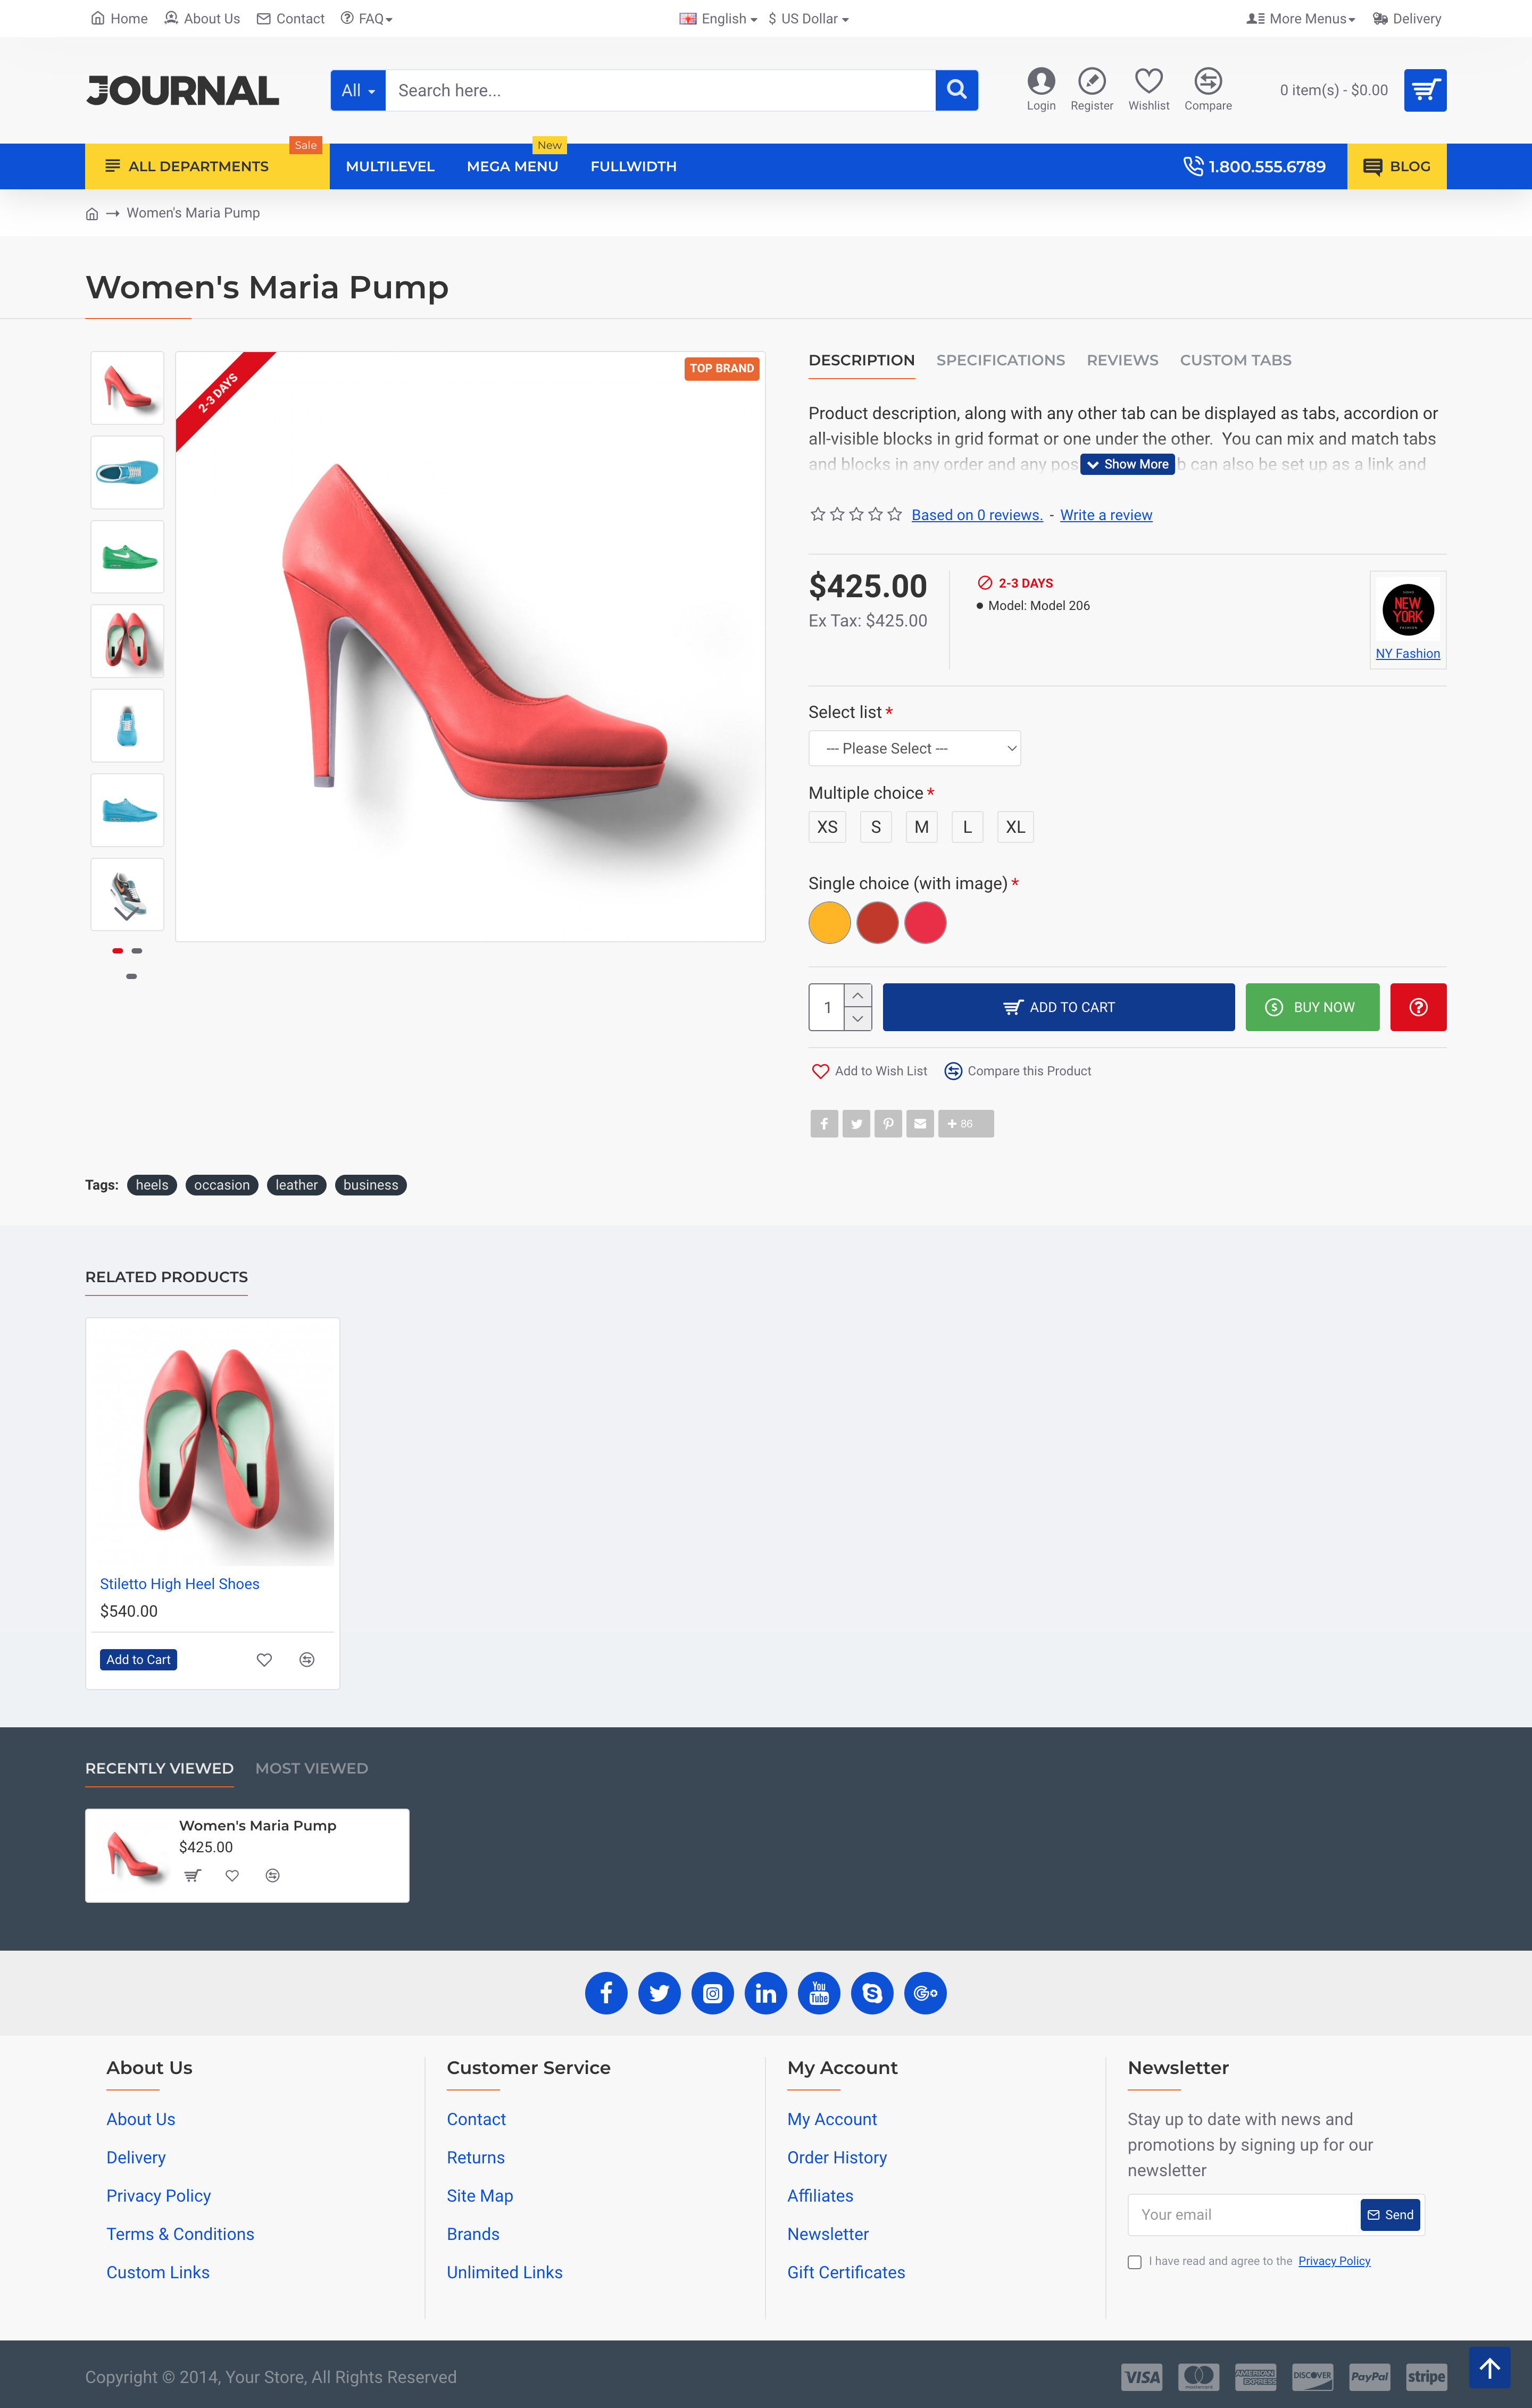 Home About Us Contact FAQ English $ US Dollar More Menus Delivery
JOURNAL
All Search here...
Login Register Wishlist Compare
0 item(s) - $0.00
Sale
New
ALL DEPARTMENTS MULTILEVEL MEGA MENU FULLWIDTH 1.800.555.6789 BLOG
Women's Maria Pump
Women's Maria Pump
2-3 DAYS
TOP BRAND
DESCRIPTION SPECIFICATIONS REVIEWS CUSTOM TABS
Product description, along with any other tab can be displayed as tabs, accordion or
all-visible blocks in grid format or one under the other. You can mix and match tabs
and blocks in any order and any pos Show More b can also be set up as a link and
Based on 0 reviews. - Write a review
$425.00
Ex Tax: $425.00
2-3 DAYS
Model: Model 206
NEW
YORK
FASHION
NY Fashion
Select list *
--- Please Select ---
Multiple choice *
XS S M L XL
Single choice (with image) *
1 ADD TO CART BUY NOW
Add to Wish List Compare this Product
86
Tags: heels occasion leather business
RELATED PRODUCTS
Stiletto High Heel Shoes
$540.00
Add to Cart
RECENTLY VIEWED MOST VIEWED
Women's Maria Pump
$425.00
You
Tube
About Us
About Us
Delivery
Privacy Policy
Terms & Conditions
Custom Links
Customer Service
Contact
Returns
Site Map
Brands
Unlimited Links
My Account
My Account
Order History
Affiliates
Newsletter
Gift Certificates
Newsletter
Stay up to date with news and
promotions by signing up for our
newsletter
Your email Send
I have read and agree to the Privacy Policy
Copyright © 2014, Your Store, All Rights Reserved
VISA mastercard AMERICAN EXPRESS DISCOVER PayPal stripe